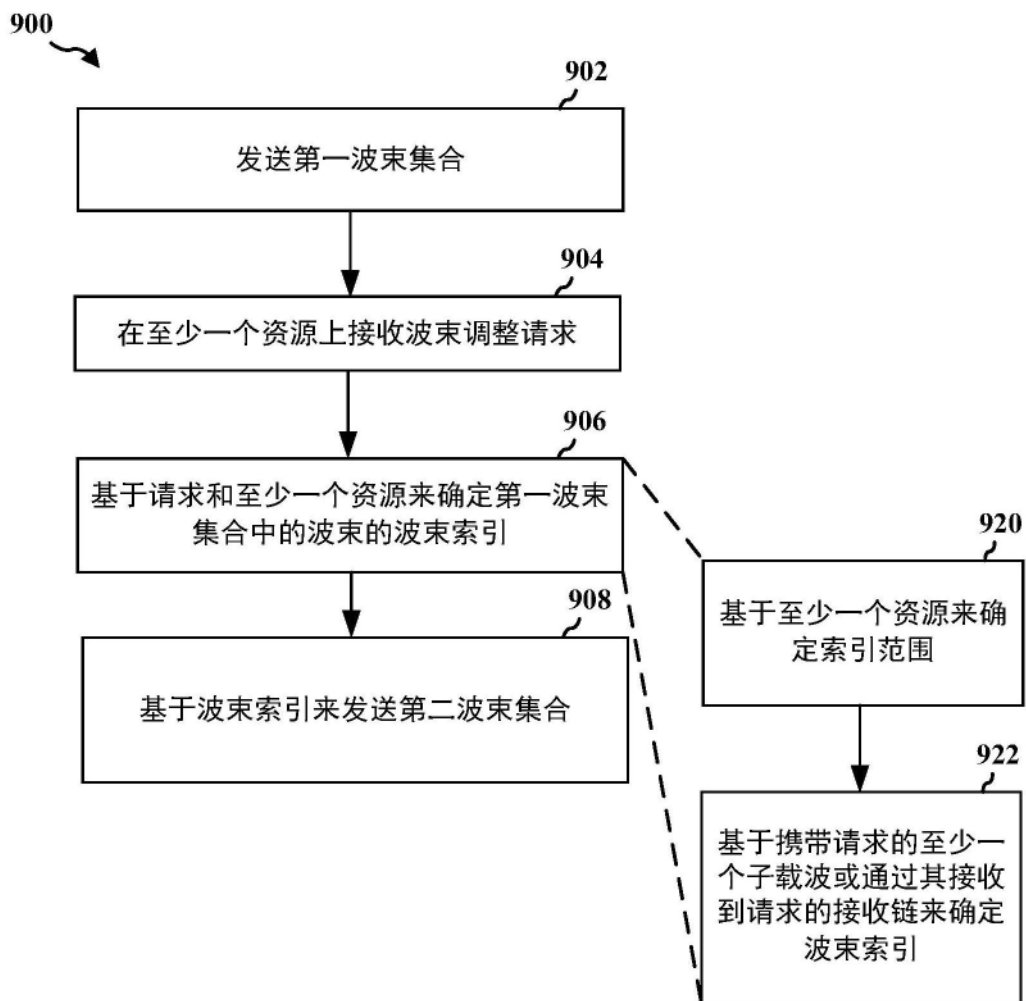 900
902
发送第一波束集合
904
在至少一个资源上接收波束调整请求
906
基于请求和至少一个资源来确定第一波束
集合中的波束的波束索引
908
基于波束索引来发送第二波束集合
920
基于至少一个资源来确
定索引范围
922
基于携带请求的至少一
个子载波或通过其接收
到请求的接收链来确定
波束索引